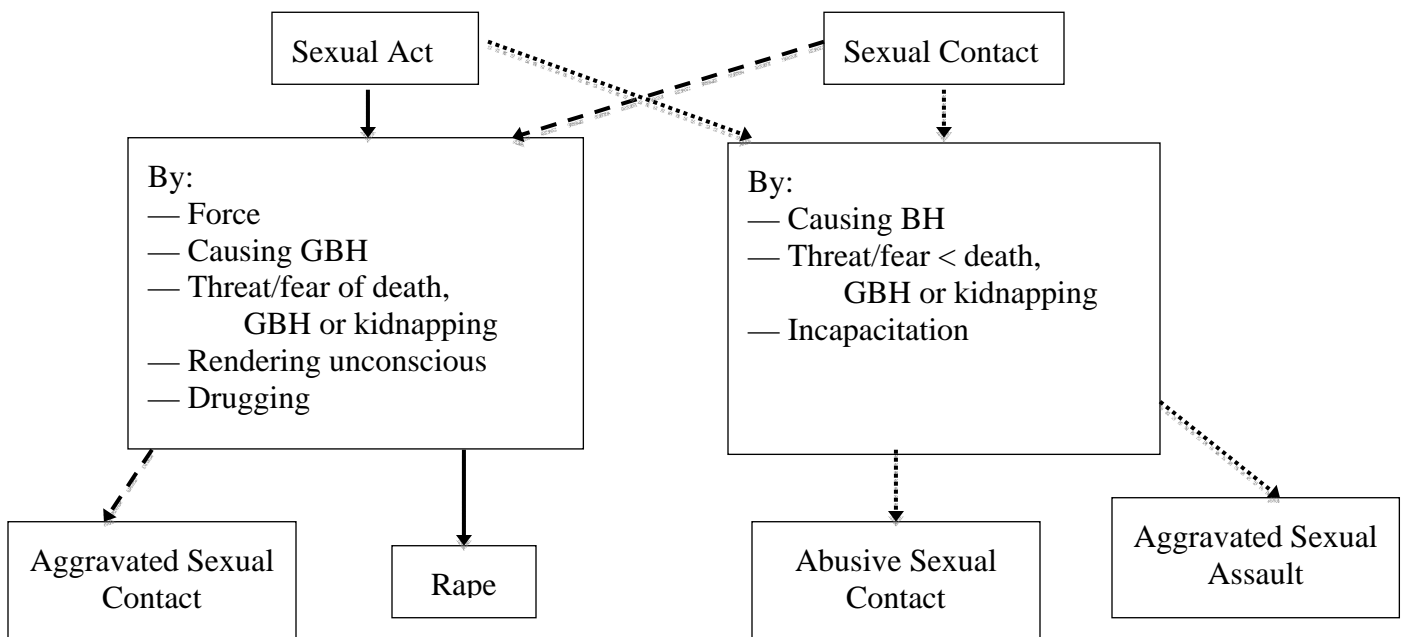 Sexual Act
Sexual Contact
By:
— Force
— Causing GBH
— Threat/fear of death,
GBH or kidnapping
— Rendering unconscious
— Drugging
By:
— Causing BH
— Threat/fear < death,
GBH or kidnapping
— Incapacitation
Aggravated Sexual
Contact
Rape
Abusive Sexual
Contact
Aggravated Sexual
Assault